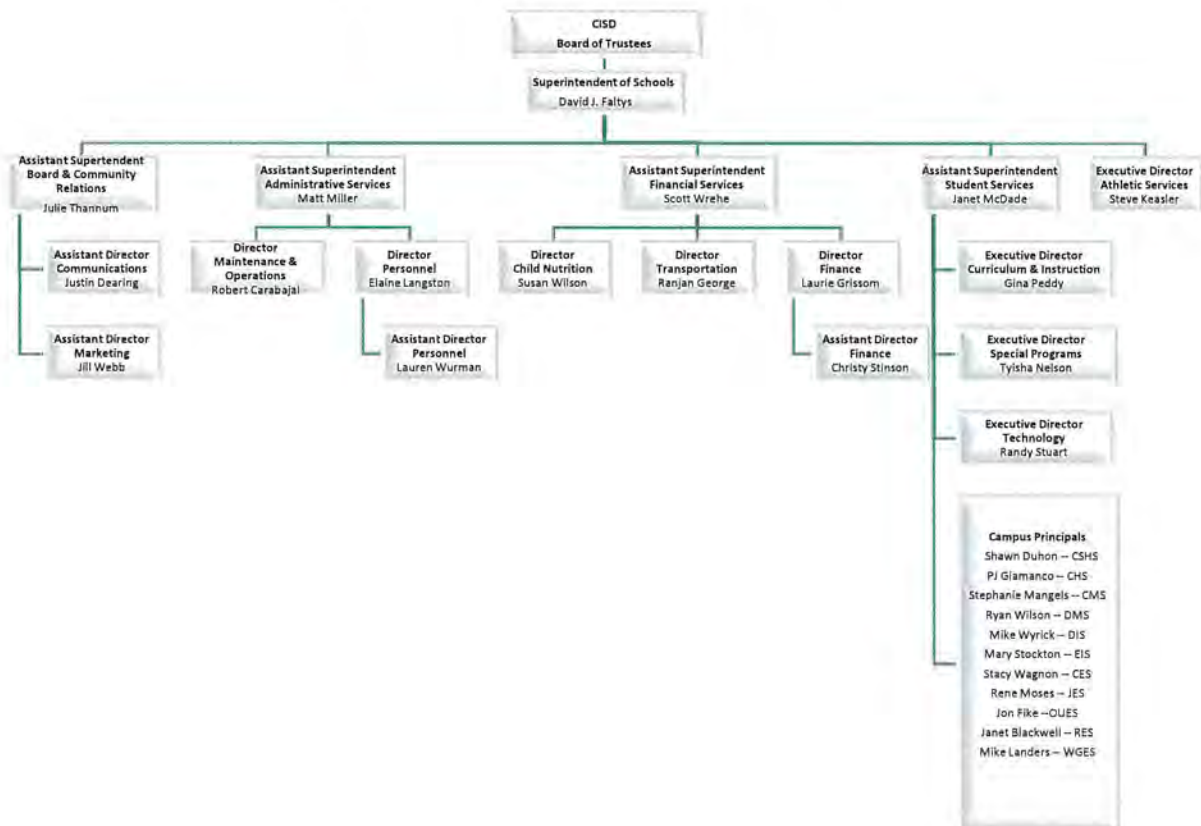 CISD
Board of Trustees
Superintendent of Schools
David J. Faltys
Assistant Supertendent
Board & Community
Relations
Julie Thannum
Assistant Superintendent
Administrative Services
Matt Miller
Assistant Superintendent
Financial Services
Scott Wrehe
Assistant Superintendent
Student Services
Janet McDade
Executive Director
Athletic Services
Steve Keasler
Assistant Director
Communications
Justin Dearing
Director
Maintenance &
Operations
Robert Carabajal
Director
Personnel
Elaine Langston
Director
Child Nutrition
Susan Wilson
Director
Transportation
Ranjan George
Director
Finance
Laurie Grissom
Executive Director
Curriculum & Instruction
Gina Peddy
Assistant Director
Marketing
Jill Webb
Assistant Director
Personnel
Lauren Wurman
Assistant Director
Finance
Christy Stinson
Executive Director
Special Programs
Tyisha Nelson
Executive Director
Technology
Randy Stuart
Campus Principals
Shawn Duhon -- CSHS
PJ Giamanco -- CHS
Stephanie Mangels -- CMS
Ryan Wilson -- DMS
Mike Wyrick -- DIS
Mary Stockton -- EIS
Stacy Wagnon -- CES
Rene Moses -- JES
Jon Fike --OUES
Janet Blackwell -- RES
Mike Landers -- WGES